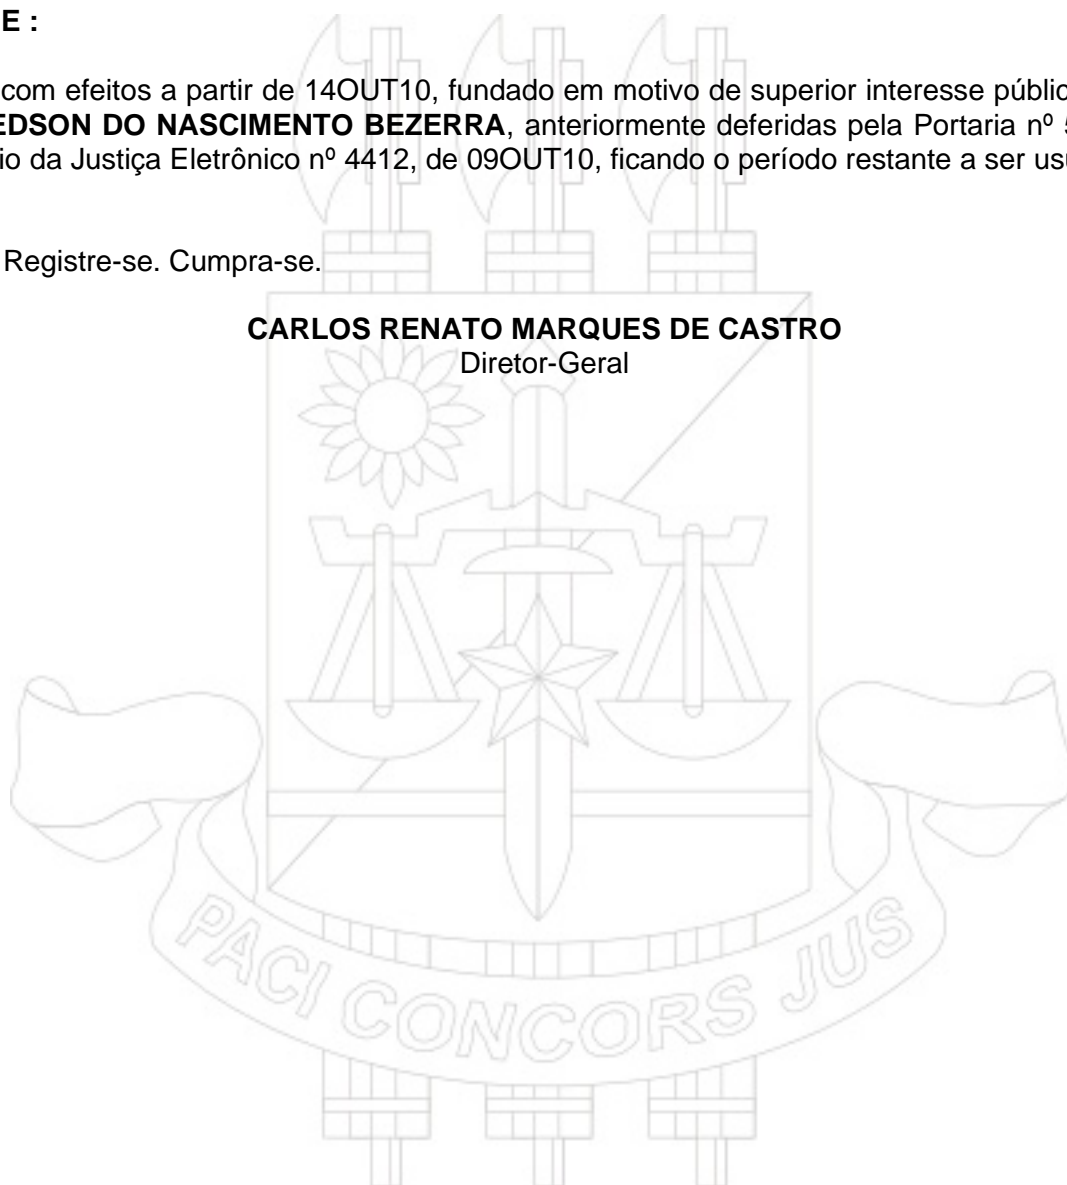 E :
com efeitos a partir de 14OUT10, fundado em motivo de superior interesse públic
EDSON DO NASCIMENTO BEZERRA, anteriormente deferidas pela Portaria nº 5
io da Justiça Eletrônico nº 4412, de 09OUT10, ficando o período restante a ser usu
Registre-se. Cumpra-se.
CARLOS RENATO MARQUES DE CASTRO
Diretor-Geral
PACI CONCORS JUS